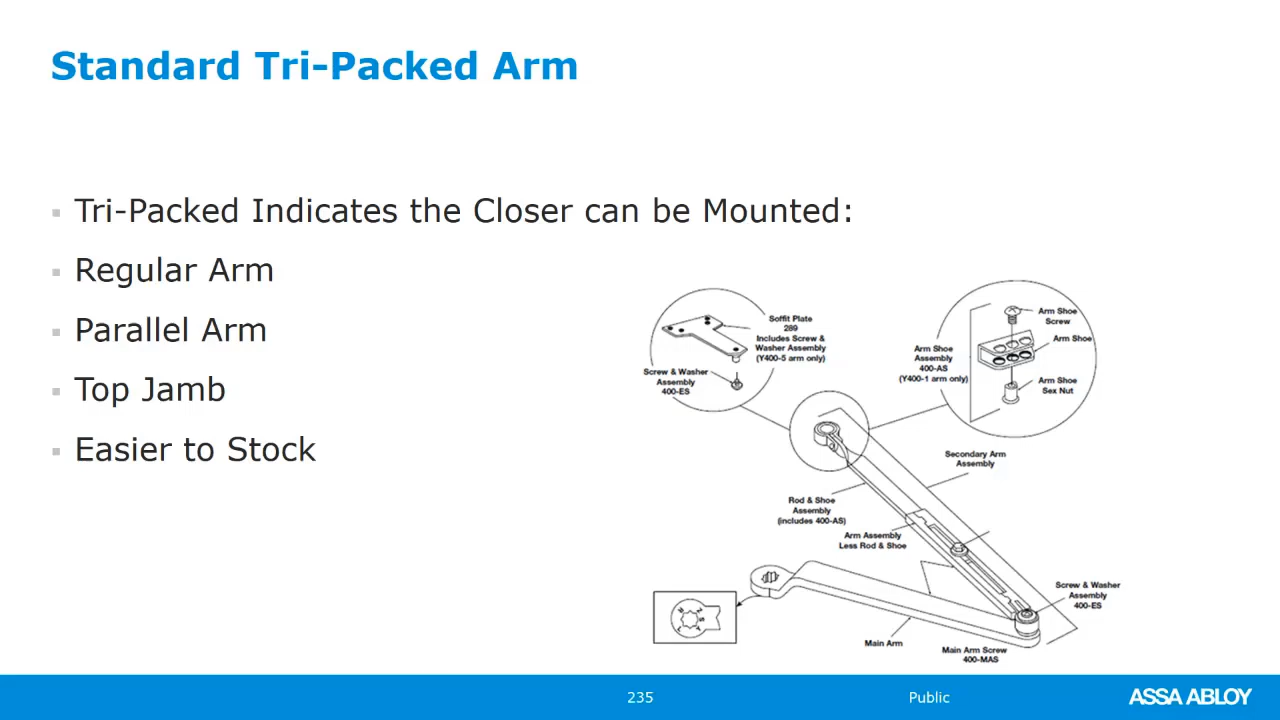 Standard Tri-Packed Arm
▪ Tri-Packed Indicates the Closer can be Mounted:
▪ Regular Arm
▪ Parallel Arm
▪ Top Jamb
▪ Easier to Stock
Soffit Plate
289
Includes Screw &
Washer Assembly
(Y400-5 arm only)
Screw & Washer
Assembly
400-ES
Arm Shoe
Assembly
400-AS
(Y400-1 arm only)
Arm Shoe
Screw
Arm Shoe
Arm Shoe
Sex Nut
Secondary Arm
Assembly
Rod & Shoe
Assembly
(includes 400-AS)
Arm Assembly
Less Rod & Shoe
Screw & Washer
Assembly
400-ES
Main Arm
Main Arm Screw
400-MAS
235
Public
ASSA ABLOY